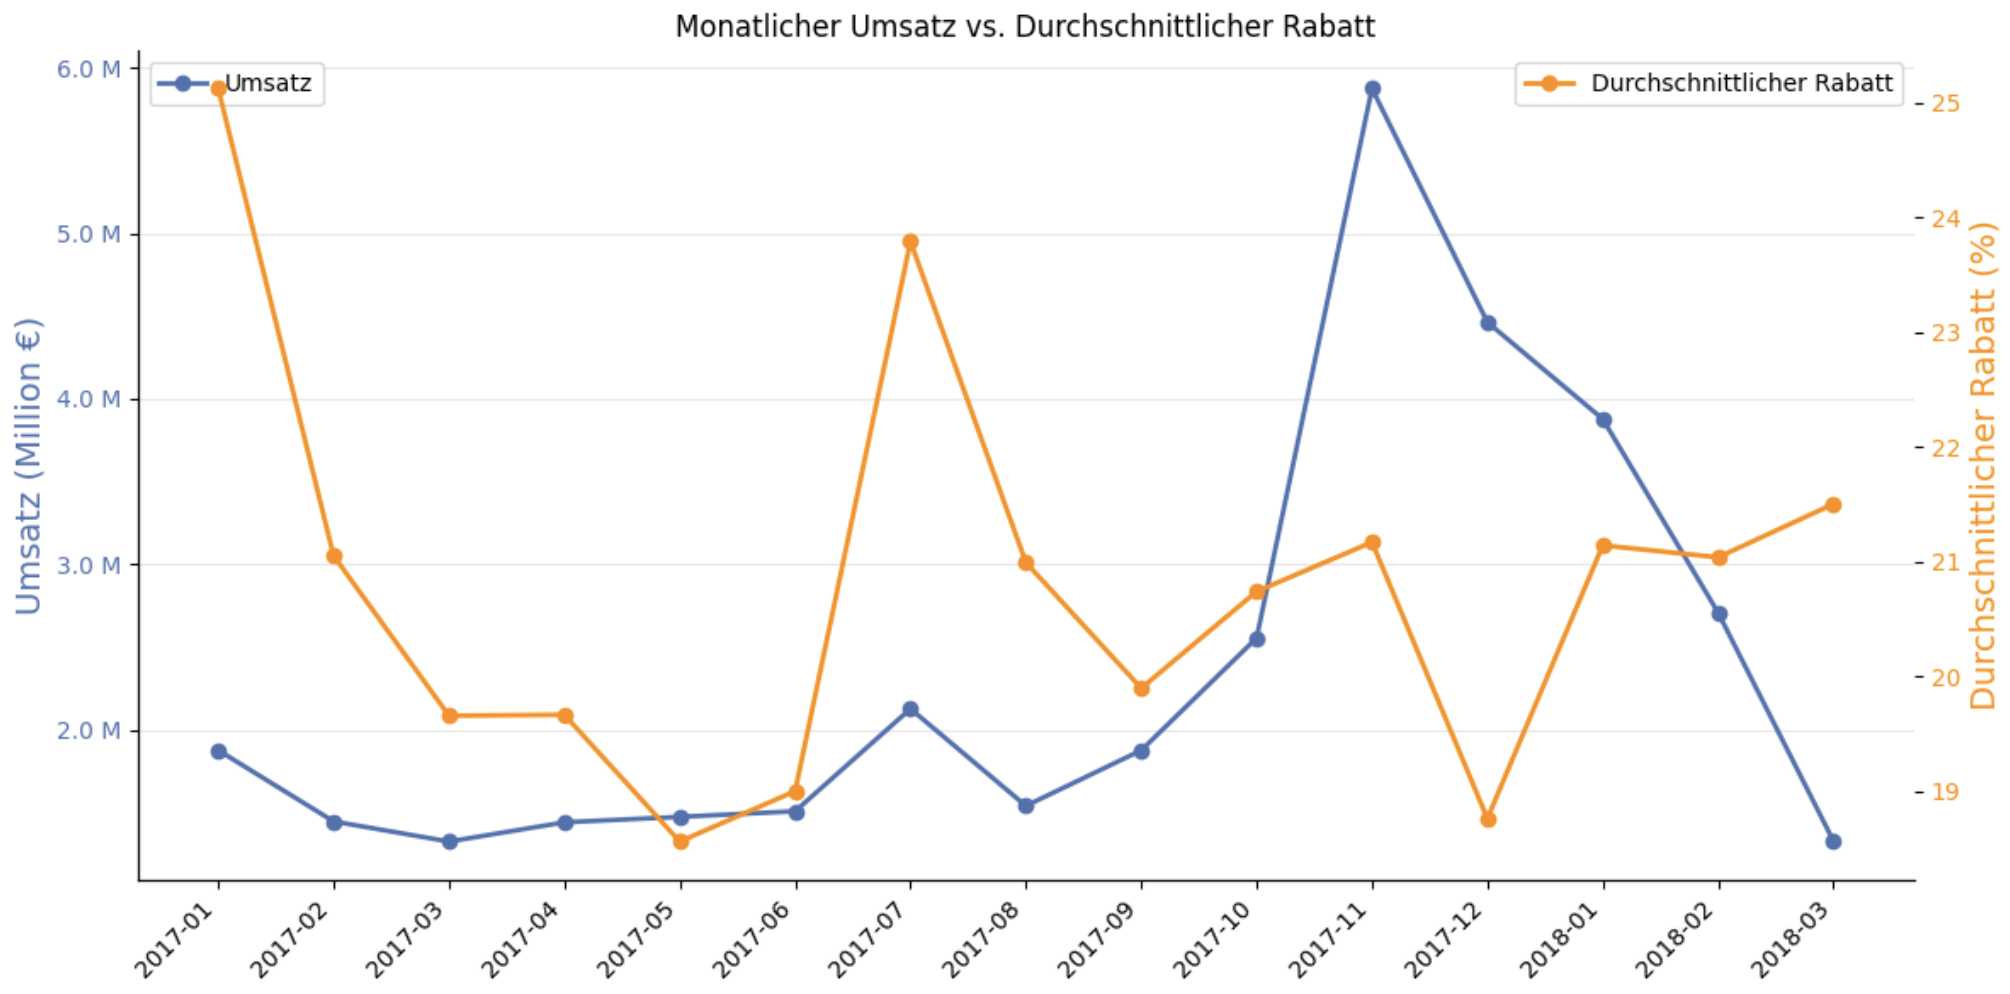 Monatlicher Umsatz vs. Durchschnittlicher Rabatt
Umsatz
Durchschnittlicher Rabatt
Umsatz (Million €)
6.0 M
5.0 M
4.0 M
3.0 M
2.0 M
Durchschnittlicher Rabatt (%)
25
24
23
22
21
20
19
2017-01
2017-02
2017-03
2017-04
2017-05
2017-06
2017-07
2017-08
2017-09
2017-10
2017-11
2017-12
2018-01
2018-02
2018-03